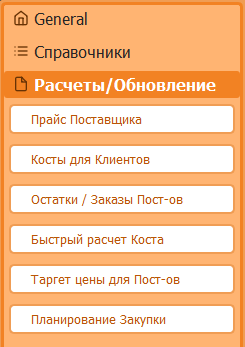 General
Справочники
Расчеты/Обновление
Прайс Поставщика
Косты для Клиентов
Остатки / Заказы Пост-ов
Быстрый расчет Коста
Таргет цены для Пост-ов
Планирование Закупки